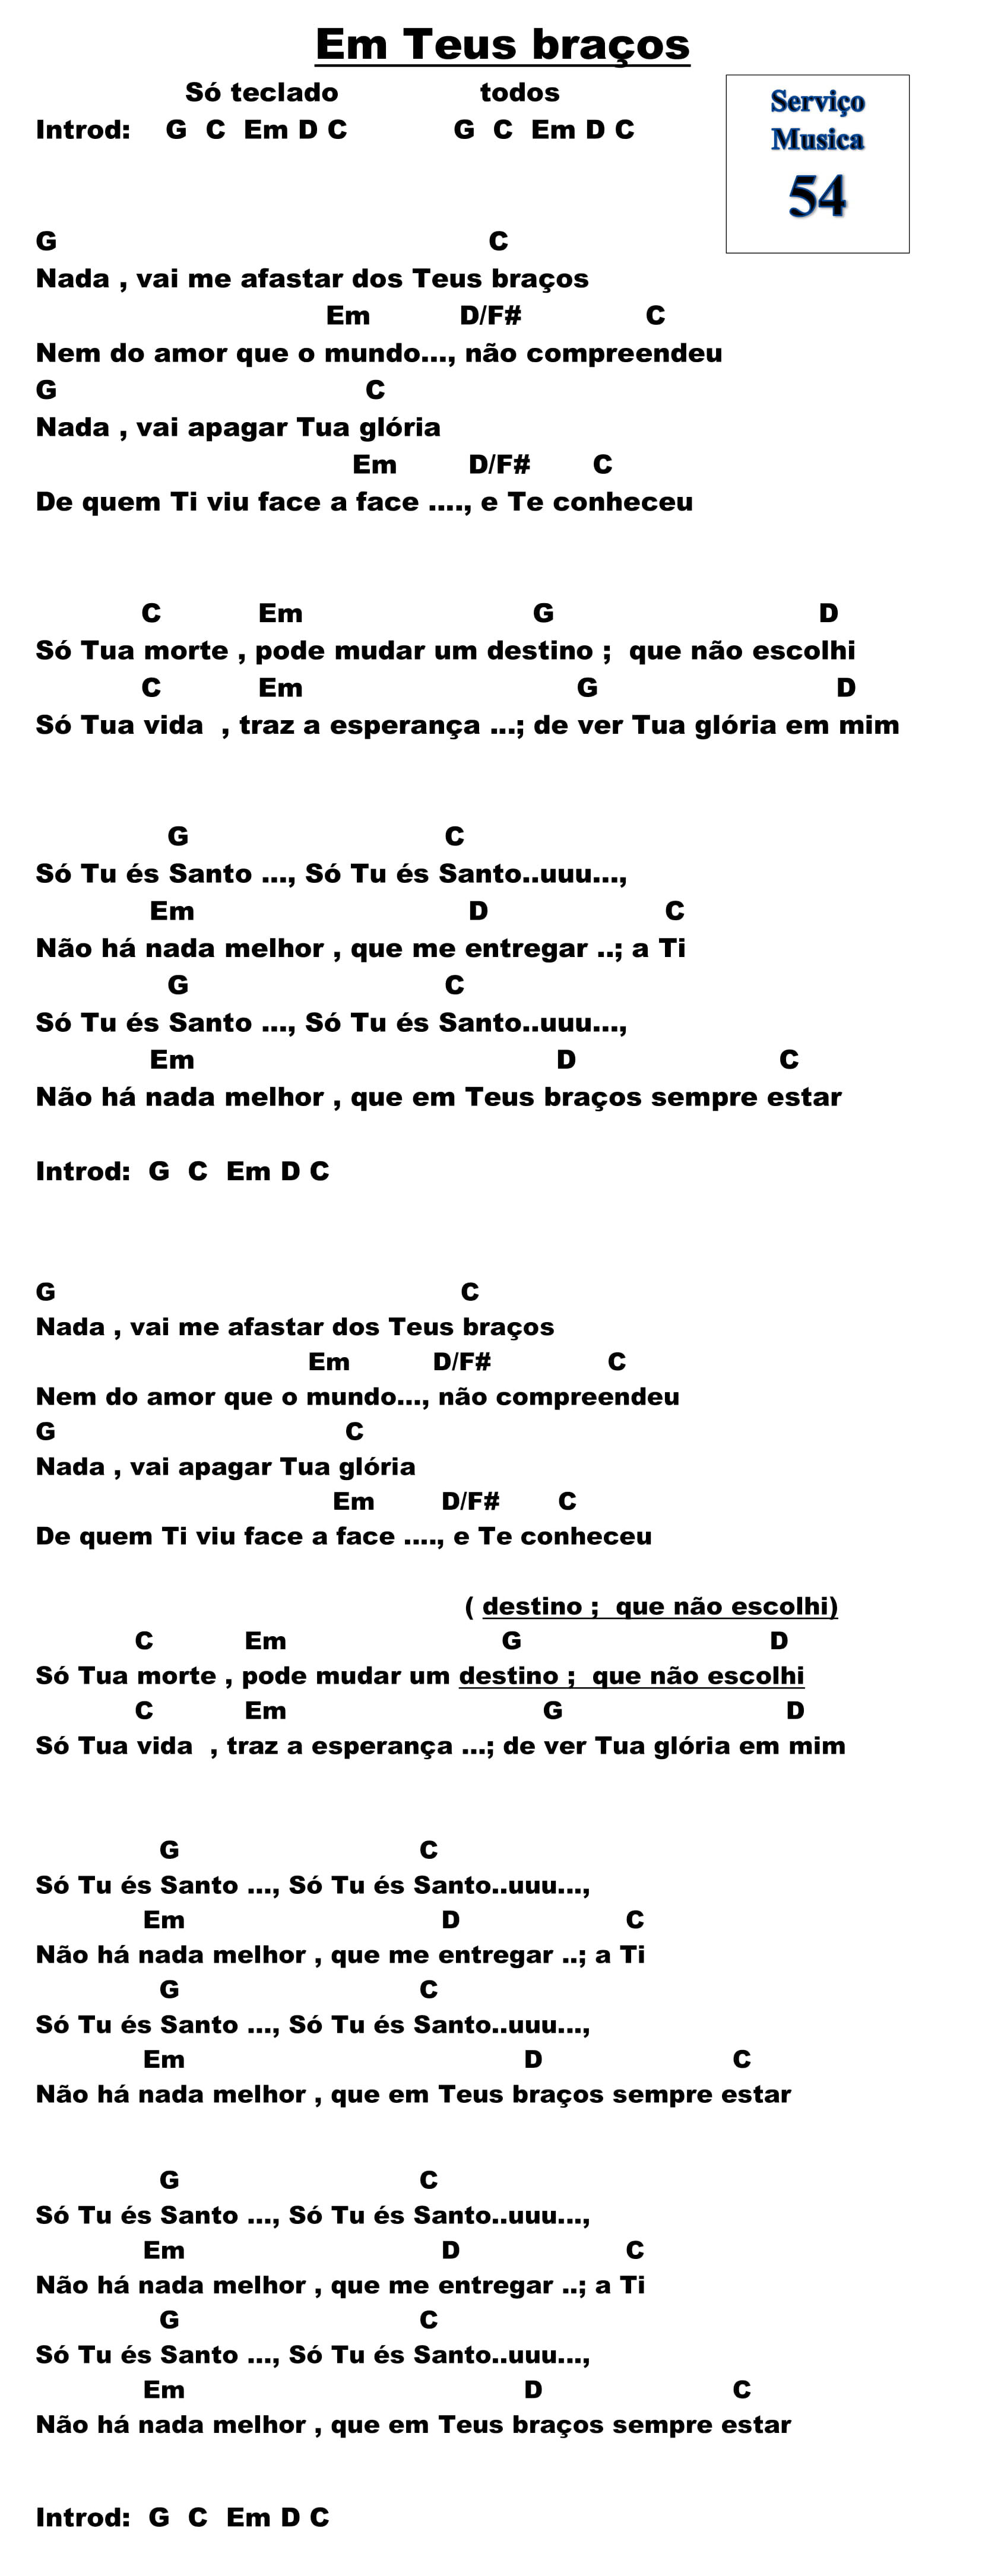 Em Teus braços
Só teclado todos
Introd: G C Em D C G C Em D C
Serviço
Musica
54
G C
Nada , vai me afastar dos Teus braços
Em D/F# C
Nem do amor que o mundo..., não compreendeu
G C
Nada , vai apagar Tua glória
Em D/F# C
De quem Ti viu face a face ...., e Te conheceu
C Em G D
Só Tua morte , pode mudar um destino ; que não escolhi
C Em G D
Só Tua vida , traz a esperança ...; de ver Tua glória em mim
G C
Só Tu és Santo ..., Só Tu és Santo..uuu...,
Em D C
Não há nada melhor , que me entregar ..; a Ti
G C
Só Tu és Santo ..., Só Tu és Santo..uuu...,
Em D C
Não há nada melhor , que em Teus braços sempre estar
Introd: G C Em D C
G C
Nada , vai me afastar dos Teus braços
Em D/F# C
Nem do amor que o mundo..., não compreendeu
G C
Nada , vai apagar Tua glória
Em D/F# C
De quem Ti viu face a face ...., e Te conheceu
( destino ; que não escolhi)
C Em G D
Só Tua morte , pode mudar um destino ; que não escolhi
C Em G D
Só Tua vida , traz a esperança ...; de ver Tua glória em mim
G C
Só Tu és Santo ..., Só Tu és Santo..uuu...,
Em D C
Não há nada melhor , que me entregar ..; a Ti
G C
Só Tu és Santo ..., Só Tu és Santo..uuu...,
Em D C
Não há nada melhor , que em Teus braços sempre estar
G C
Só Tu és Santo ..., Só Tu és Santo..uuu...,
Em D C
Não há nada melhor , que me entregar ..; a Ti
G C
Só Tu és Santo ..., Só Tu és Santo..uuu...,
Em D C
Não há nada melhor , que em Teus braços sempre estar
Introd: G C Em D C